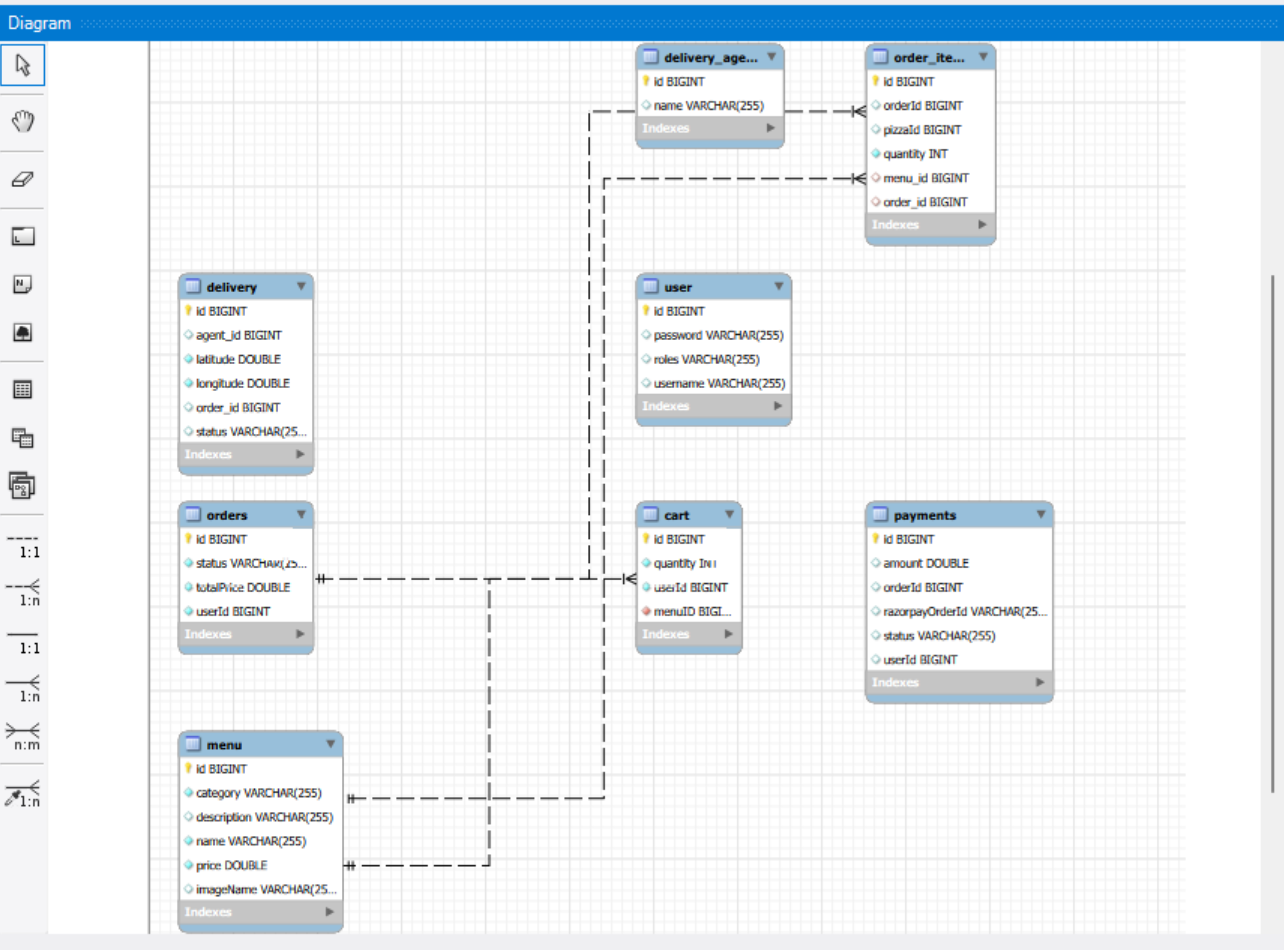 Diagram
delivery_age...
id BIGINT
name VARCHAR(255)
Indexes
order_ite...
id BIGINT
orderId BIGINT
pizzaId BIGINT
quantity INT
menu_id BIGINT
order_id BIGINT
Indexes
delivery
id BIGINT
agent_id BIGINT
latitude DOUBLE
longitude DOUBLE
order_id BIGINT
status VARCHAR(25...
Indexes
user
id BIGINT
password VARCHAR(255)
roles VARCHAR(255)
username VARCHAR(255)
Indexes
orders
id BIGINT
status VARCHAR(25...
totalPrice DOUBLE
userId BIGINT
Indexes
cart
id BIGINT
quantity INT
userId BIGINT
menuID BIGI...
Indexes
payments
id BIGINT
amount DOUBLE
orderId BIGINT
razorpayOrderId VARCHAR(25...
status VARCHAR(255)
userId BIGINT
Indexes
menu
id BIGINT
category VARCHAR(255)
description VARCHAR(255)
name VARCHAR(255)
price DOUBLE
imageName VARCHAR(25...
Indexes
1:1
1:n
1:1
1:n
n:m
1:n